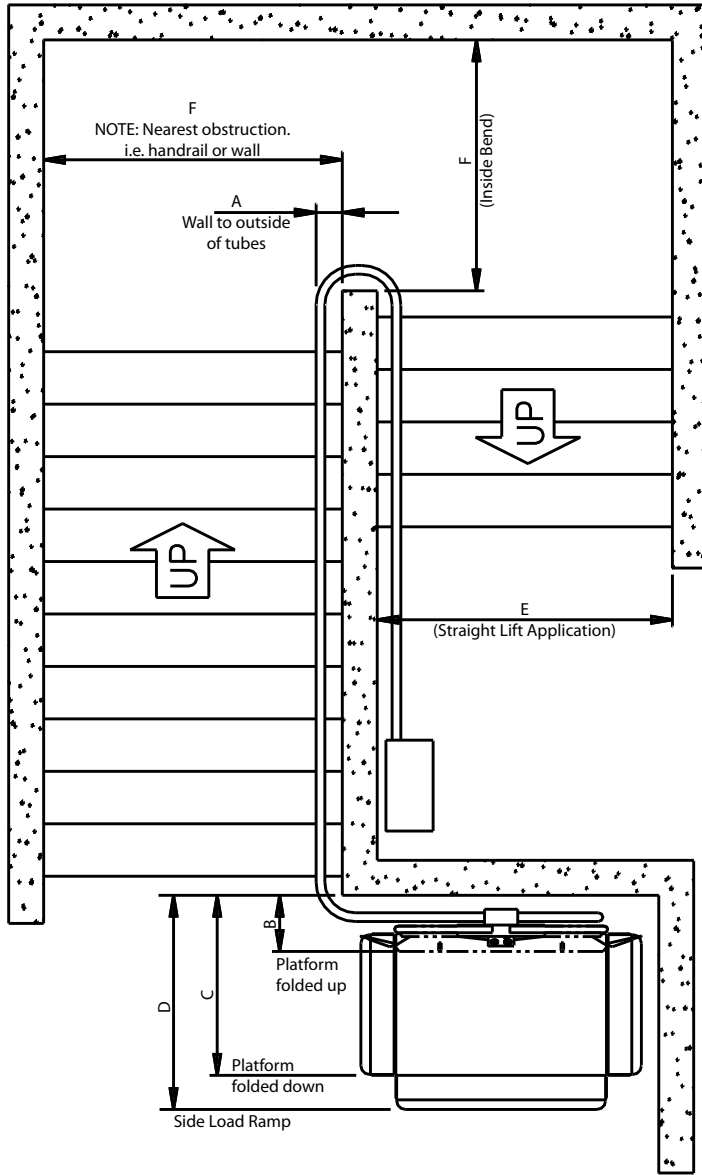 F
NOTE: Nearest obstruction.
i.e. handrail or wall
A
Wall to outside
of tubes
F
(Inside Bend)
UP
UP
E
(Straight Lift Application)
B
Platform
folded up
C
D
Platform
folded down
Side Load Ramp